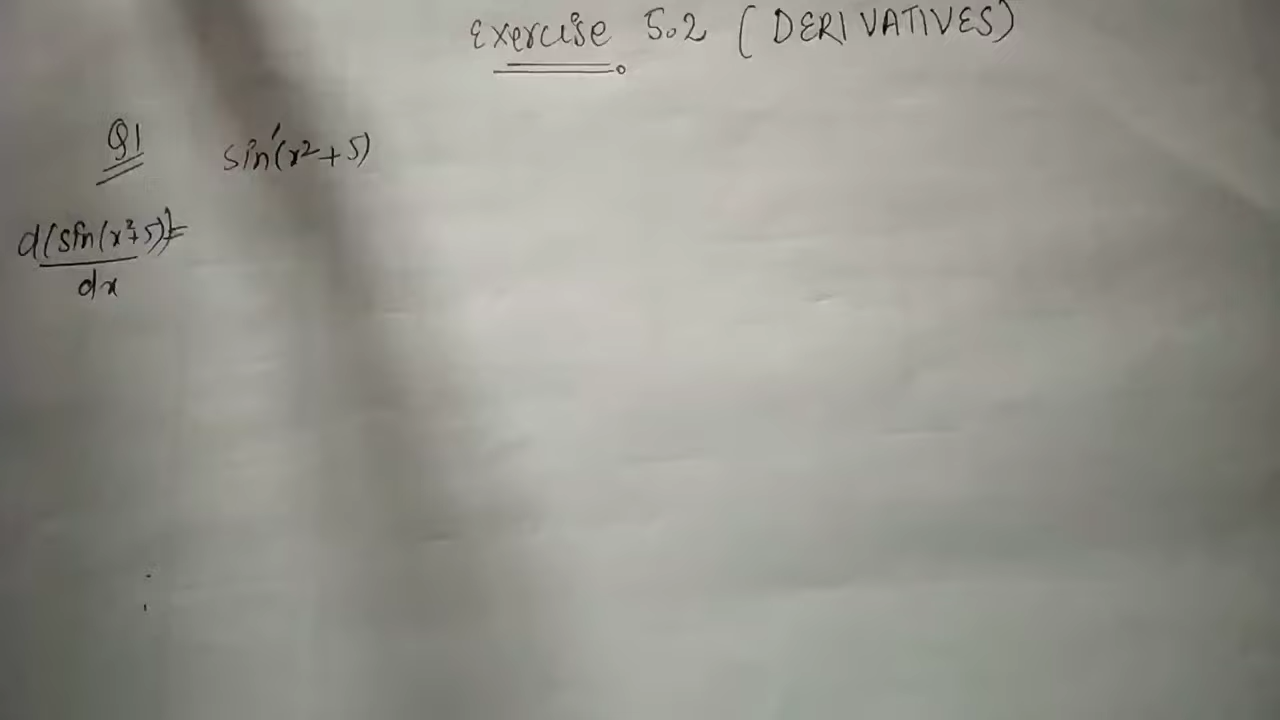 Exercise 5.2 (DERIVATIVES)
Q1 sin'(x²+5)
d(sin(x²+5))=
dx